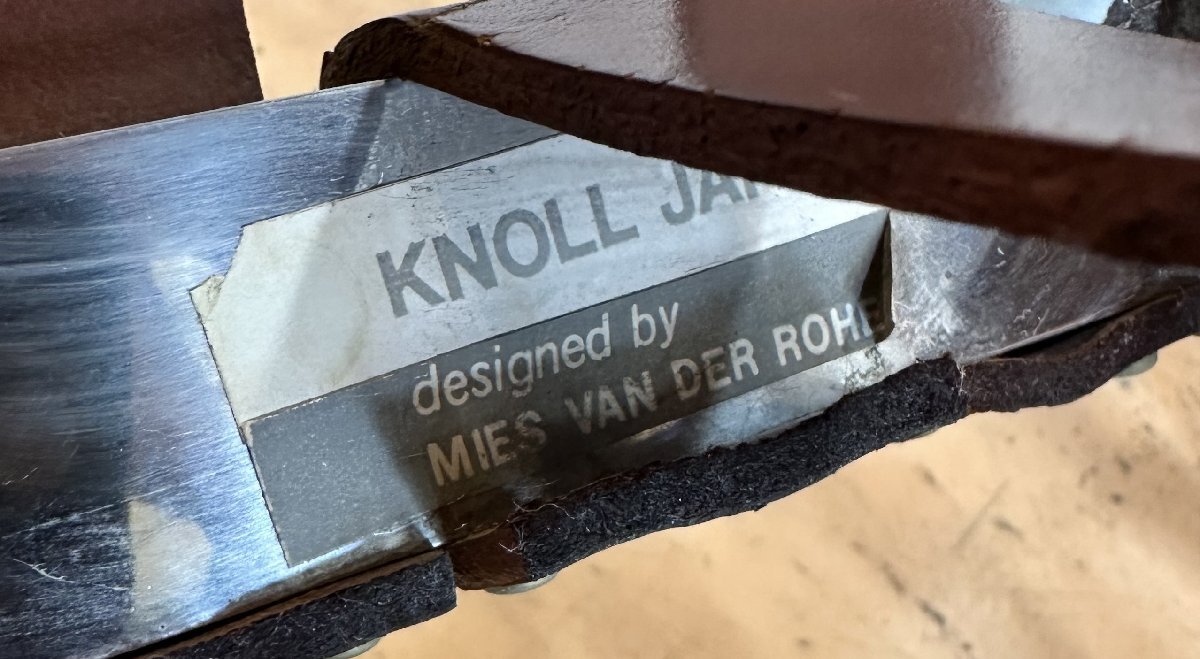 KNOLL
designed by
MIES VAN DER ROHE